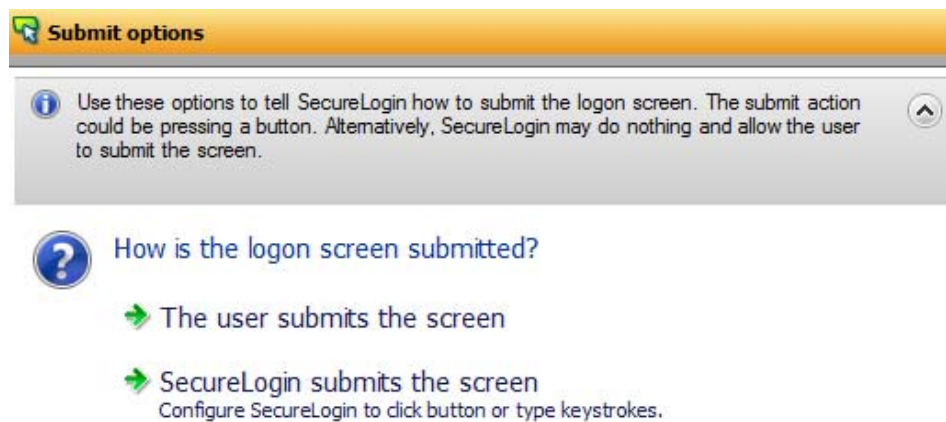 Submit options
Use these options to tell SecureLogin how to submit the logon screen. The submit action
could be pressing a button. Alternatively, SecureLogin may do nothing and allow the user
to submit the screen.
How is the logon screen submitted?
The user submits the screen
SecureLogin submits the screen
Configure SecureLogin to click button or type keystrokes.